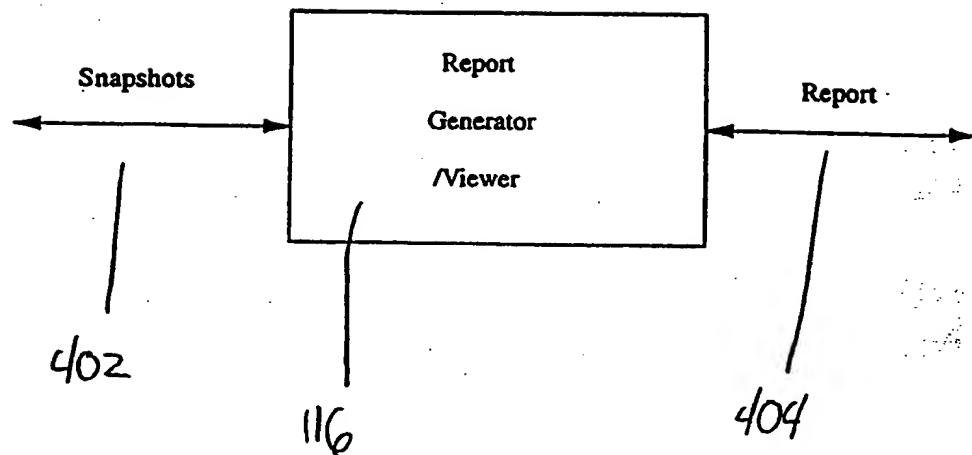 Snapshots
Report
Generator
/Viewer
Report
402
116
404